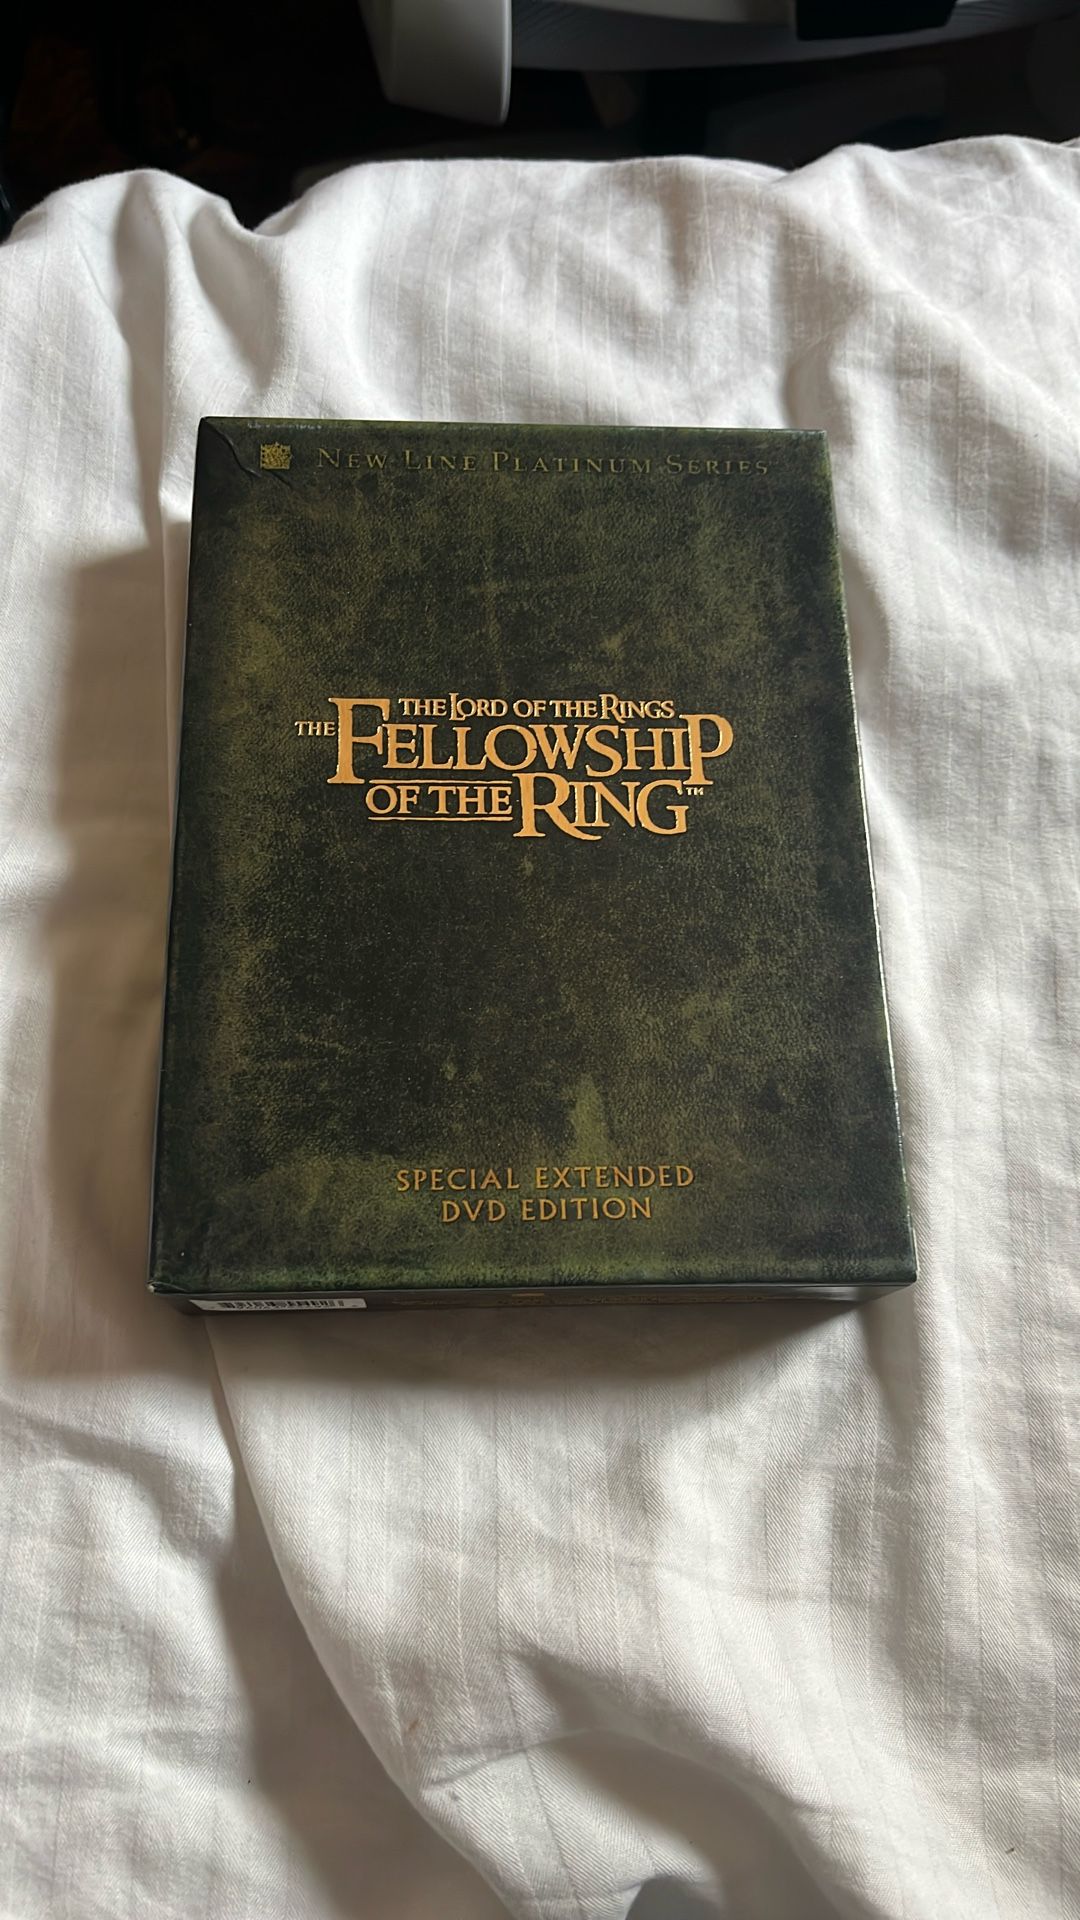 NEW LINE PLATINUM SERIES
THE LORD OF THE RINGS
THE FELLOWSHIP
OF THE RING™
SPECIAL EXTENDED
DVD EDITION